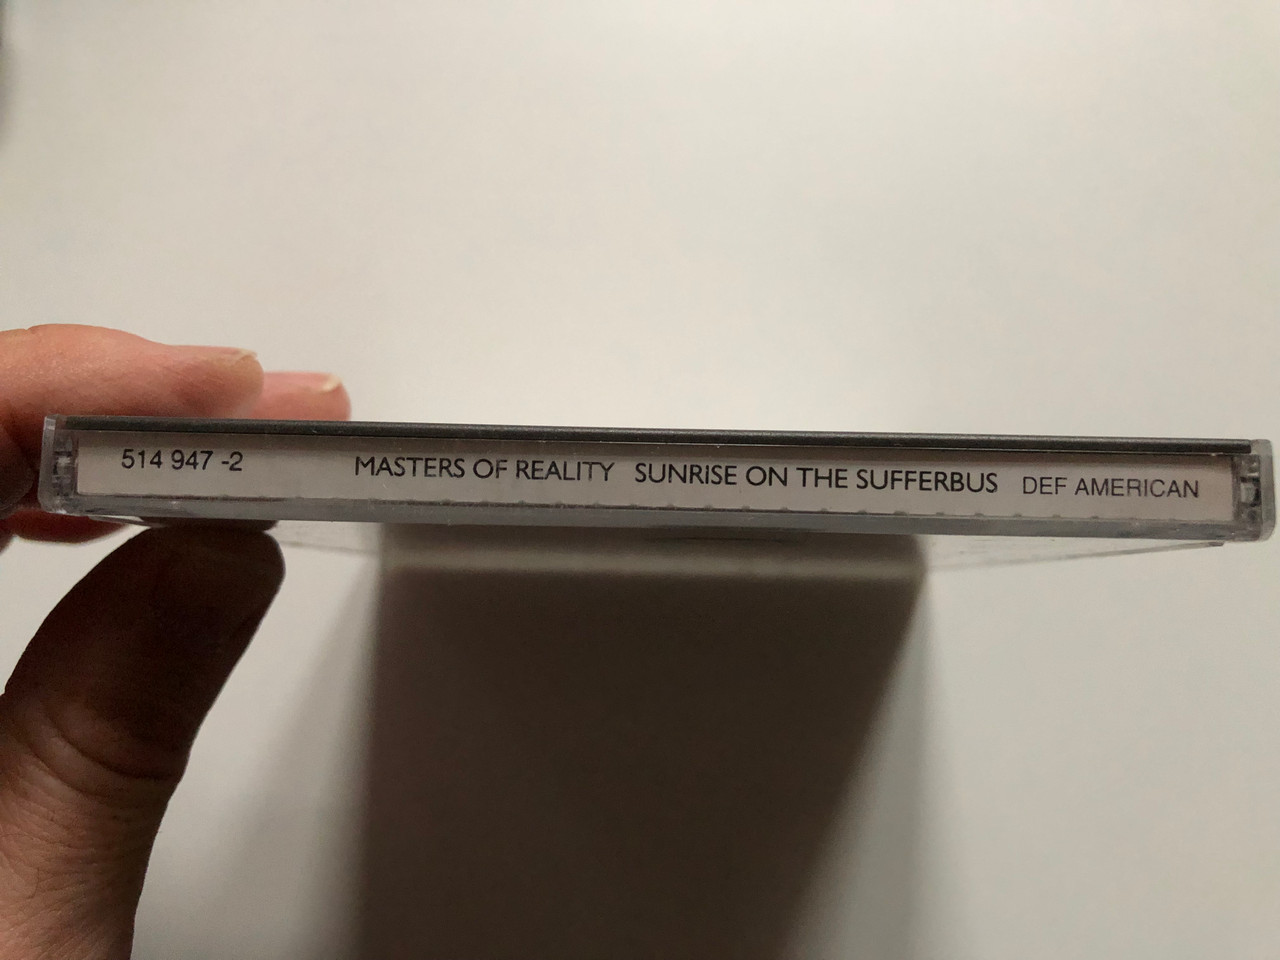 514 947 -2 MASTERS OF REALITY SUNRISE ON THE SUFFERBUS DEF AMERICAN